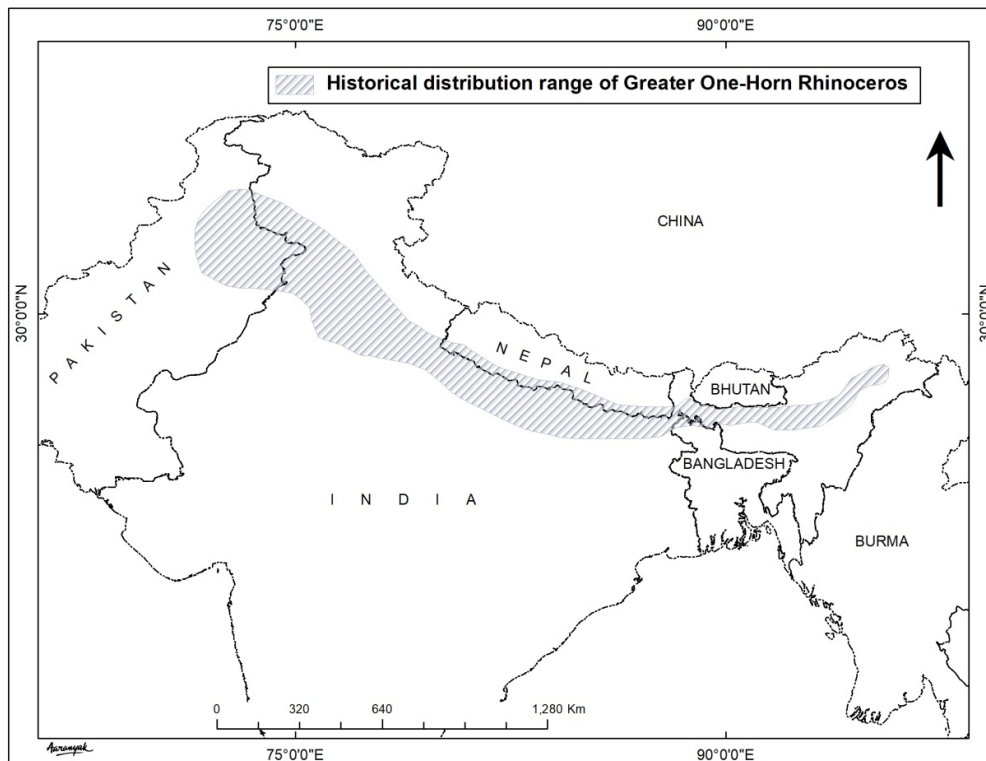 75°0'0"E 90°0'0"E
Historical distribution range of Greater One-Horn Rhinoceros
CHINA
30°0'0"N 30°0'0"N
PAKISTAN
NEPAL
BHUTAN
BANGLADESH
INDIA
BURMA
0 320 640 1,280 Km
Aaranyak
75°0'0"E 90°0'0"E